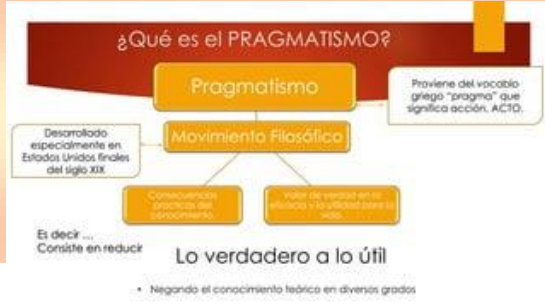 ¿Qué es el PRAGMATISMO?
Pragmatismo
Proviene del vocablo
griego "pragma" que
significa acción. ACTO.
Movimiento Filosófico
Desarrollado
especialmente en
Estados Unidos finales
del siglo XIX
Consecuencias
prácticas del
conocimiento.
Valor de verdad en la
eficacia y la utilidad para la
vida.
Es decir ...
Consiste en reducir
Lo verdadero a lo útil
• Negando el conocimiento teórico en diversos grados